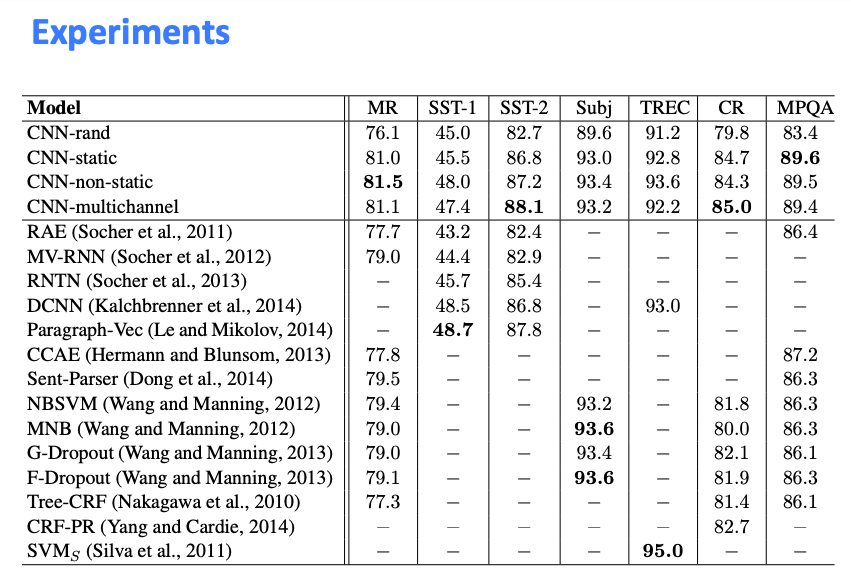 Experiments
Model MR SST-1 SST-2 Subj TREC CR MPQA
CNN-rand 76.1 45.0 82.7 89.6 91.2 79.8 83.4
CNN-static 81.0 45.5 86.8 93.0 92.8 84.7 89.6
CNN-non-static 81.5 48.0 87.2 93.4 93.6 84.3 89.5
CNN-multichannel 81.1 47.4 88.1 93.2 92.2 85.0 89.4
RAE (Socher et al., 2011) 77.7 43.2 82.4 − − − 86.4
MV-RNN (Socher et al., 2012) 79.0 44.4 82.9 − − − −
RNTN (Socher et al., 2013) − 45.7 85.4 − − − −
DCNN (Kalchbrenner et al., 2014) − 48.5 86.8 − 93.0 − −
Paragraph-Vec (Le and Mikolov, 2014) − 48.7 87.8 − − − −
CCAE (Hermann and Blunsom, 2013) 77.8 − − − − − 87.2
Sent-Parser (Dong et al., 2014) 79.5 − − − − − 86.3
NBSVM (Wang and Manning, 2012) 79.4 − − 93.2 − 81.8 86.3
MNB (Wang and Manning, 2012) 79.0 − − 93.6 − 80.0 86.3
G-Dropout (Wang and Manning, 2013) 79.0 − − 93.4 − 82.1 86.1
F-Dropout (Wang and Manning, 2013) 79.1 − − 93.6 − 81.9 86.3
Tree-CRF (Nakagawa et al., 2010) 77.3 − − − − 81.4 86.1
CRF-PR (Yang and Cardie, 2014) − − − − − 82.7 −
SVMS (Silva et al., 2011) − − − − 95.0 − −